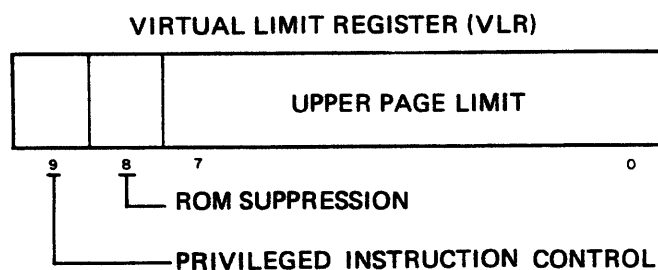 VIRTUAL LIMIT REGISTER (VLR)
UPPER PAGE LIMIT
9 8 7 0
ROM SUPPRESSION
PRIVILEGED INSTRUCTION CONTROL